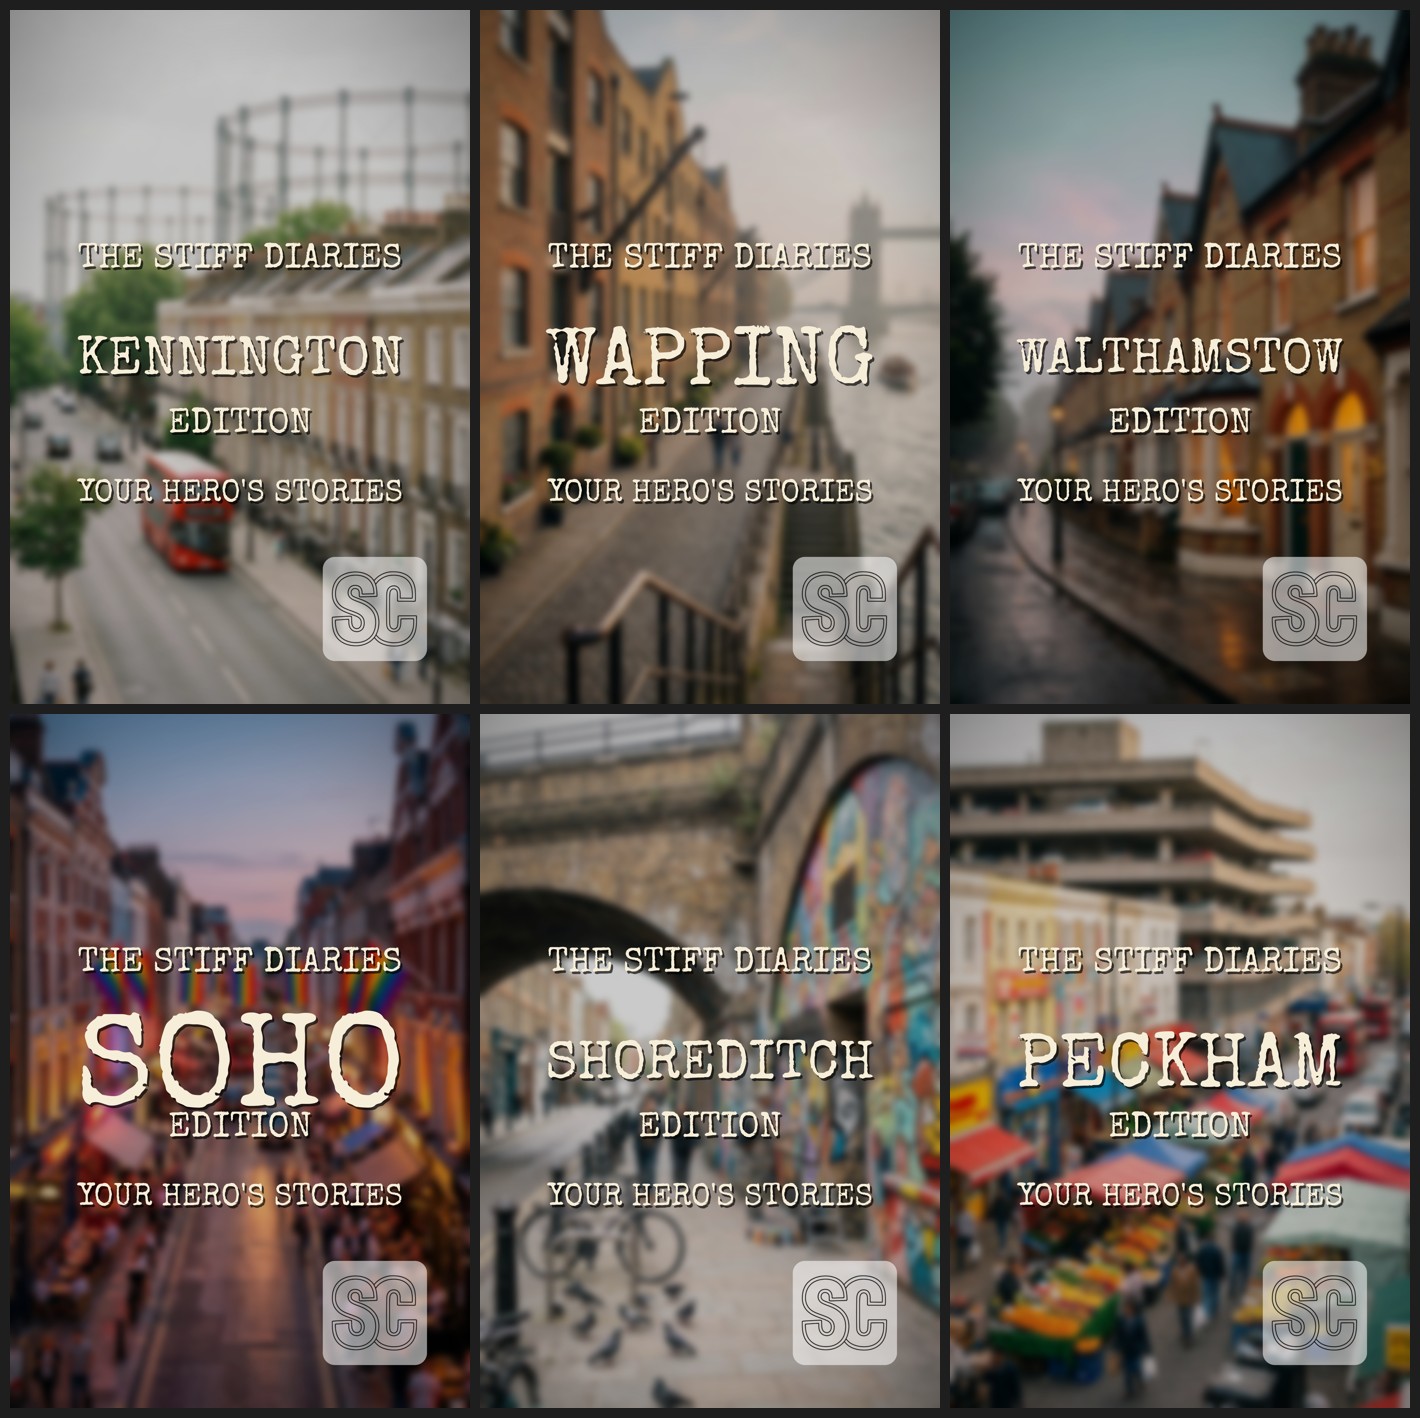 THE STIFF DIARIES
KENNINGTON
EDITION
YOUR HERO'S STORIES
SC
THE STIFF DIARIES
WAPPING
EDITION
YOUR HERO'S STORIES
SC
THE STIFF DIARIES
WALTHAMSTOW
EDITION
YOUR HERO'S STORIES
SC
THE STIFF DIARIES
SOHO
EDITION
YOUR HERO'S STORIES
SC
THE STIFF DIARIES
SHOREDITCH
EDITION
YOUR HERO'S STORIES
SC
THE STIFF DIARIES
PECKHAM
EDITION
YOUR HERO'S STORIES
SC